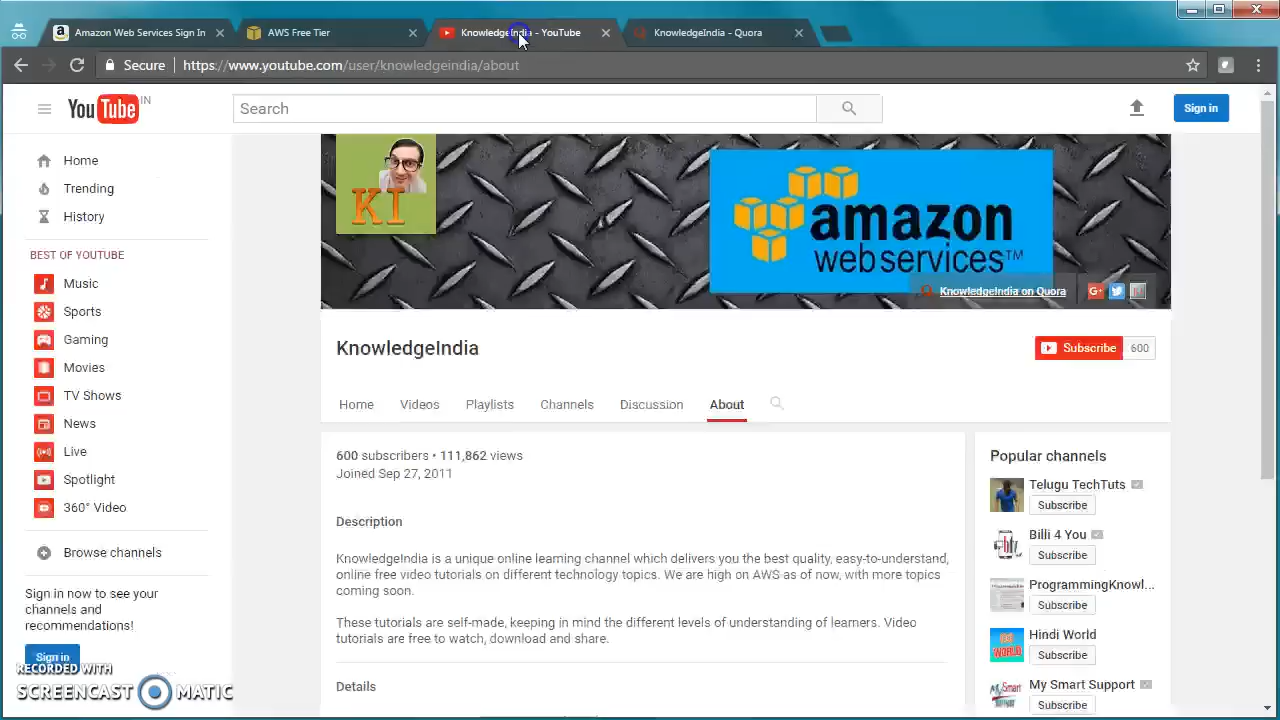 Amazon Web Services Sign In
AWS Free Tier
KnowledgeIndia - YouTube
KnowledgeIndia - Quora
Secure
https://www.youtube.com/user/knowledgeindia/about
YouTube IN
Search
Sign in
Home
Trending
History
BEST OF YOUTUBE
Music
Sports
Gaming
Movies
TV Shows
News
Live
Spotlight
360° Video
Browse channels
Sign in now to see your
channels and
recommendations!
Sign in
RECORDED WITH
SCREENCAST MATIC
KI
amazon
web services™
KnowledgeIndia on Quora
G+
KnowledgeIndia
Subscribe 600
Home
Videos
Playlists
Channels
Discussion
About
600 subscribers • 111,862 views
Joined Sep 27, 2011
Description
KnowledgeIndia is a unique online learning channel which delivers you the best quality, easy-to-understand,
online free video tutorials on different technology topics. We are high on AWS as of now, with more topics
coming soon.
These tutorials are self-made, keeping in mind the different levels of understanding of learners. Video
tutorials are free to watch, download and share.
Details
Popular channels
Telugu TechTuts
Subscribe
Billi 4 You
Subscribe
ProgrammingKnowl...
Subscribe
Hindi World
Subscribe
My Smart Support
Subscribe